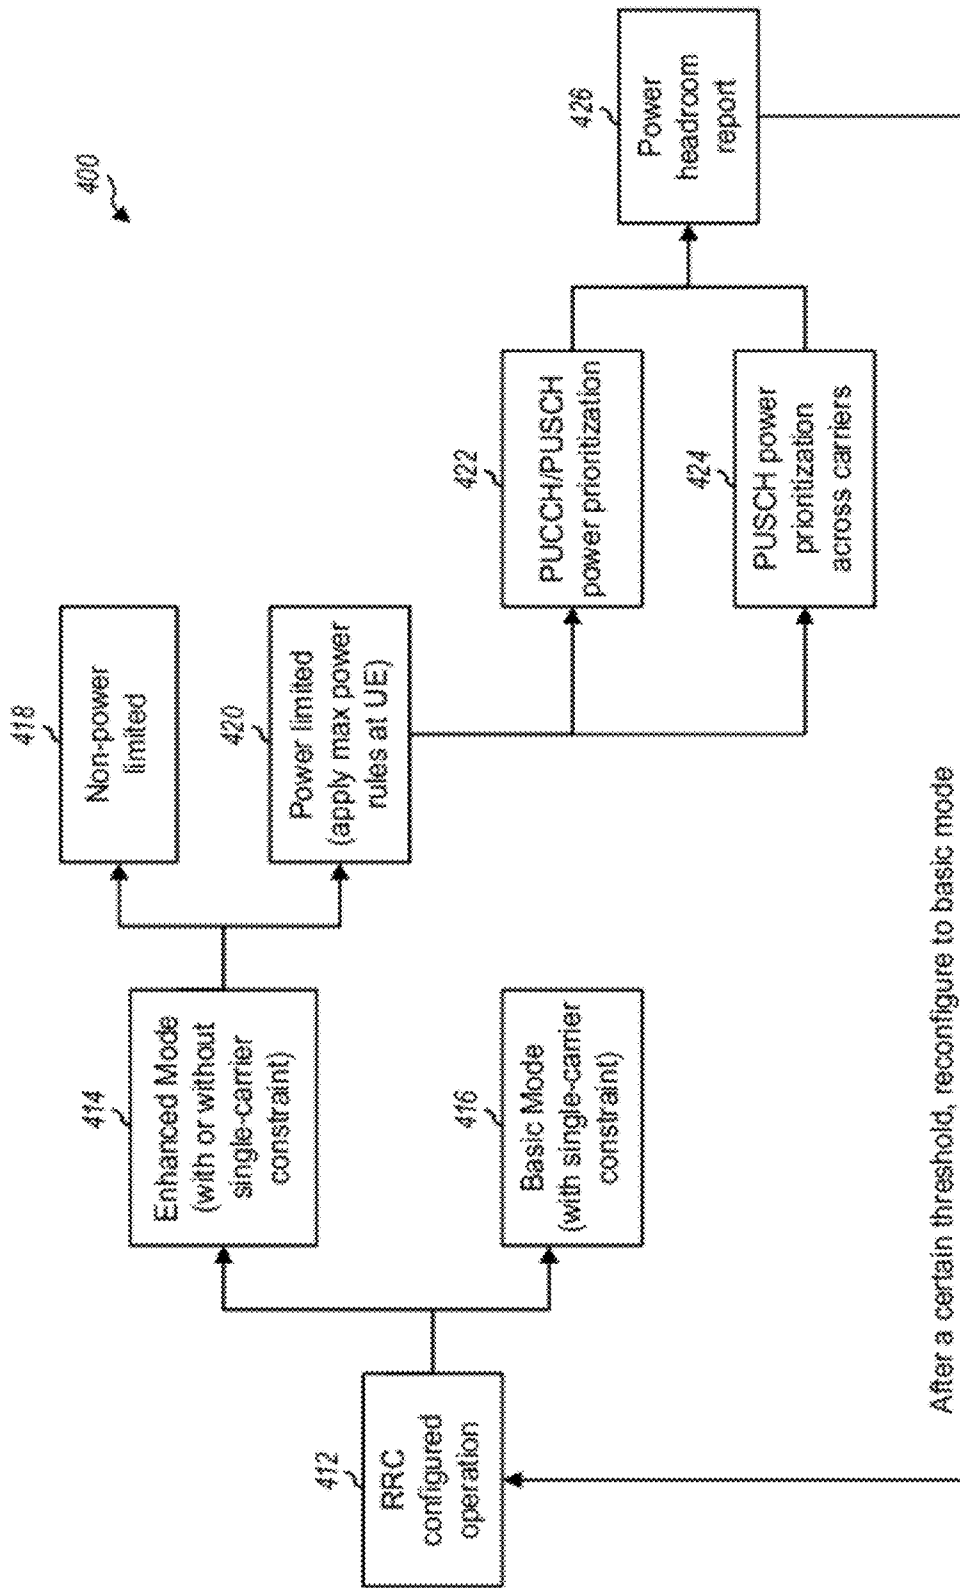 400
412
RRC
configured
operation
414
Enhanced Mode
(with or without
single-carrier
constraint)
416
Basic Mode
(with single-carrier
constraint)
418
Non-power
limited
420
Power limited
(apply max power
rules at UE)
422
PUCCH/PUSCH
power prioritization
424
PUSCH power
prioritization
across carriers
426
Power
headroom
report
After a certain threshold, reconfigure to basic mode